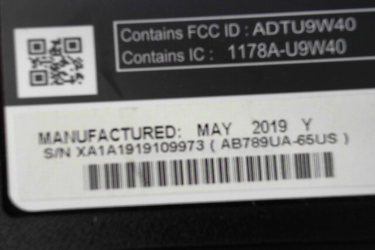 Contains FCC ID : ADTU9W40
Contains IC : 1178A-U9W40
MANUFACTURED: MAY 2019 Y
S/N XA1A1919109973 ( AB789UA-65US )